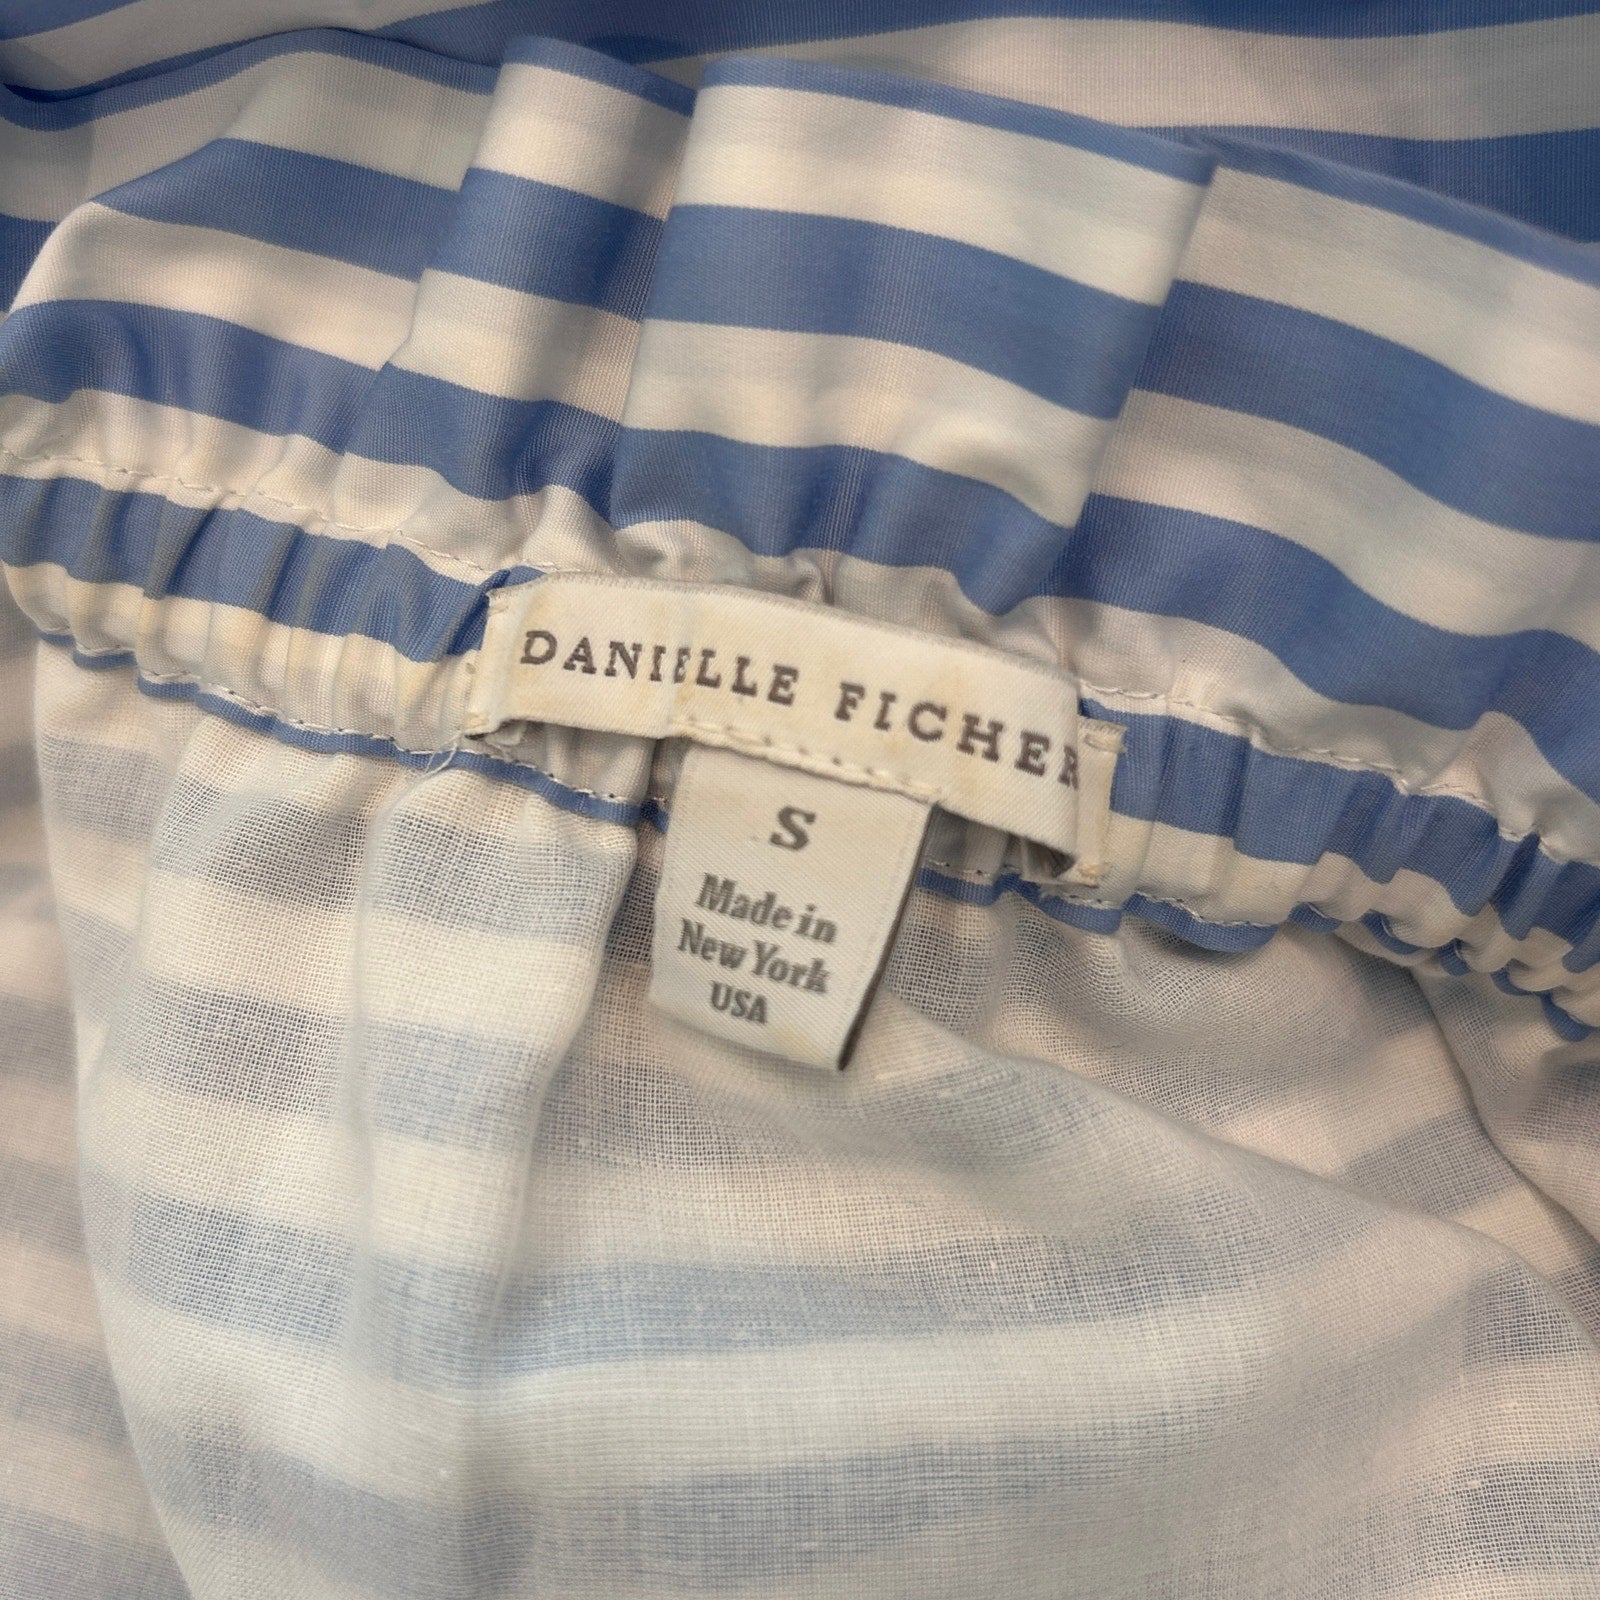 DANIELLE FICHER
S
Made in
New York
USA